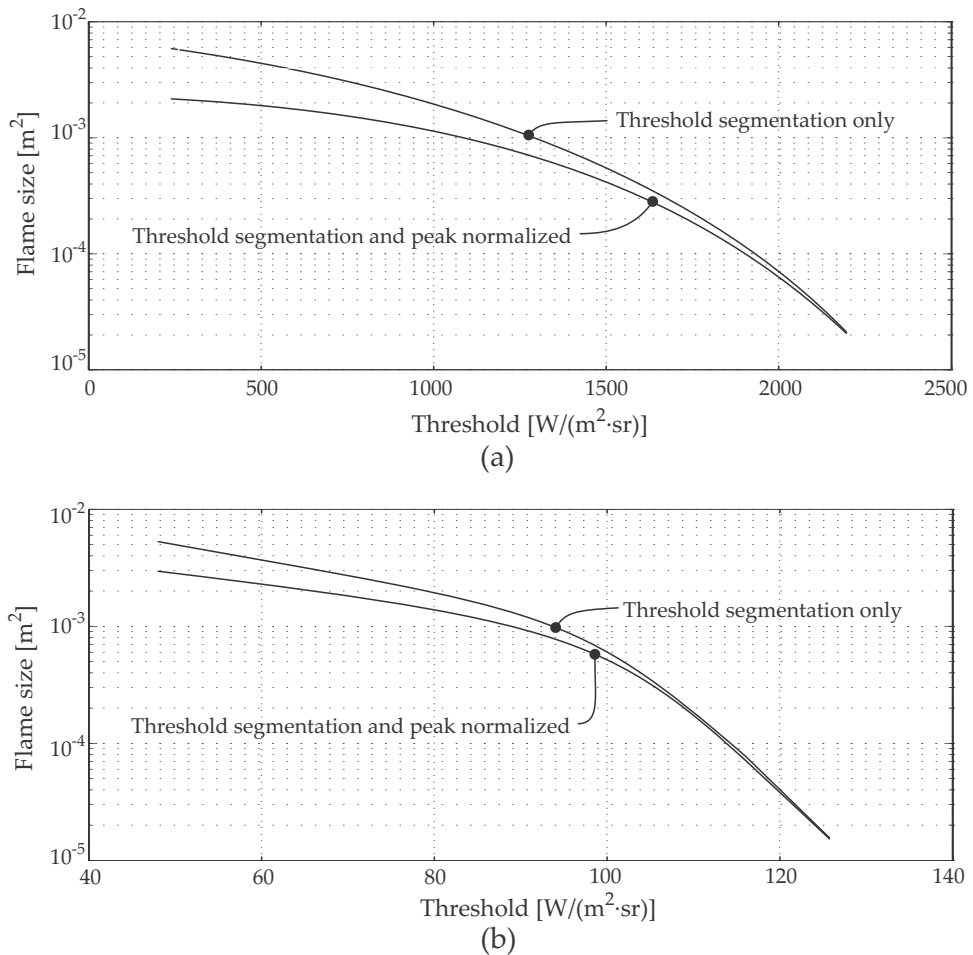 10^-2
10^-3
10^-4
10^-5
Flame size [m^2]
Threshold segmentation only
Threshold segmentation and peak normalized
0 500 1000 1500 2000 2500
Threshold [W/(m^2·sr)]
(a)
10^-2
10^-3
10^-4
10^-5
Flame size [m^2]
Threshold segmentation only
Threshold segmentation and peak normalized
40 60 80 100 120 140
Threshold [W/(m^2·sr)]
(b)